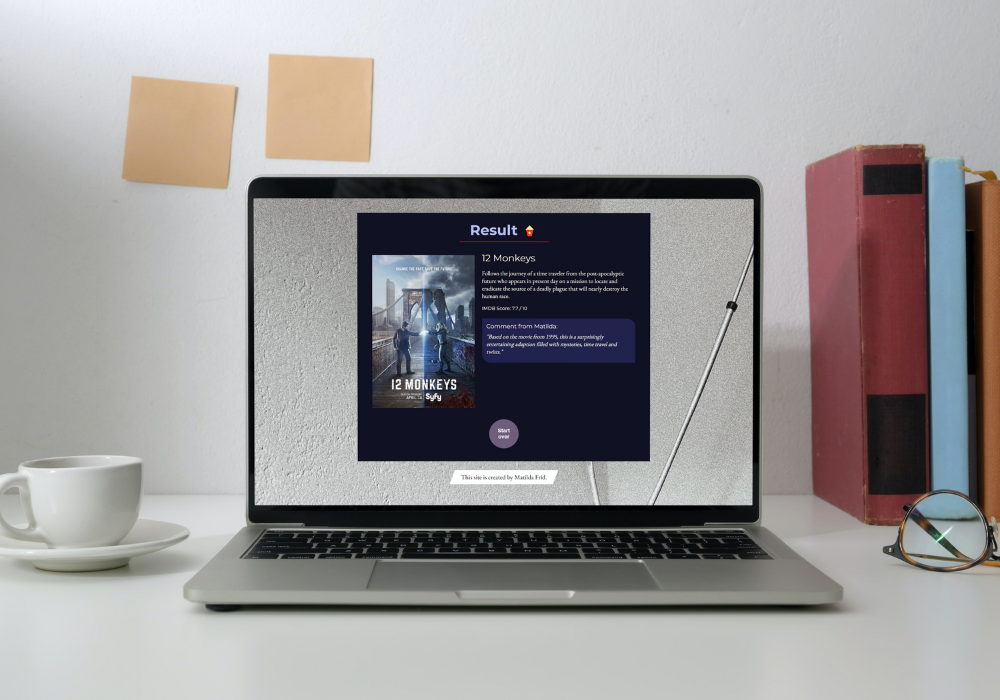 Result
12 Monkeys
Follows the journey of a time traveler from the post-apocalyptic
future who appears in present day on a mission to locate and
eradicate the source of a deadly plague that will nearly destroy the
human race.
IMDB Score: 7.7 / 10
Comment from Matilda:
"Based on the movie from 1995, this is a surprisingly
entertaining adaption filled with mysteries, time travel and
twists."
CHANGE THE PAST. SAVE THE FUTURE.
12 MONKEYS
Syfy
Start
over
This site is created by Matilda Frid.